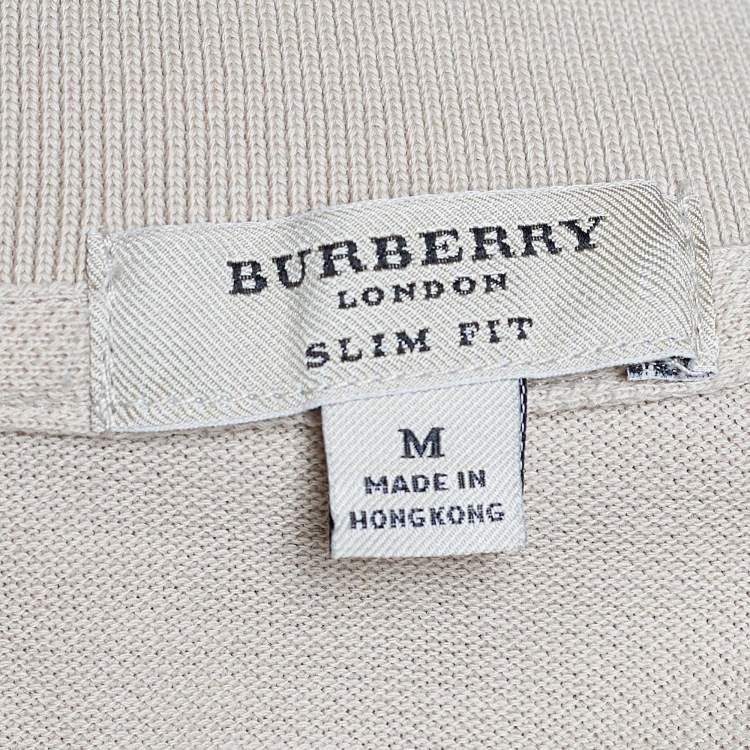 BURBERRY
LONDON
SLIM FIT
M
MADE IN
HONGKONG